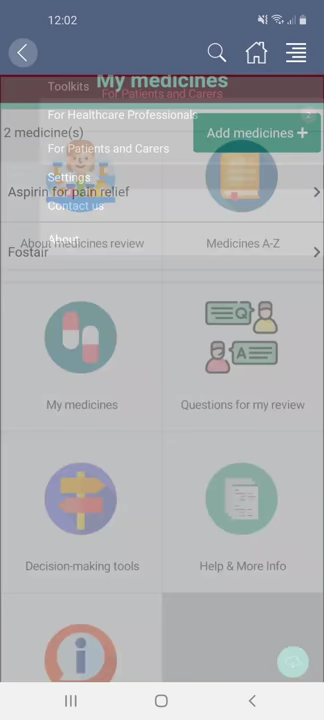 12:02
My medicines
For Patients and Carers
Toolkits
For Healthcare Professionals
2 medicine(s)
Add medicines +
For Patients and Carers
Settings
Aspirin for pain relief
Contact us
About
About medicines review
Medicines A-Z
Fostair
My medicines
Questions for my review
Q
A
Decision-making tools
Help & More Info